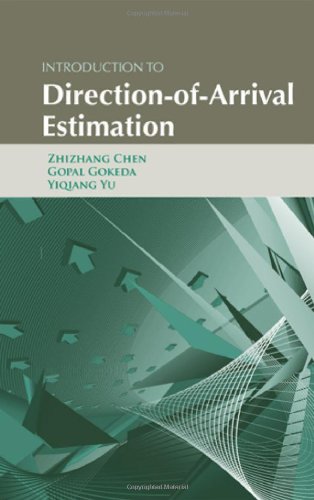 INTRODUCTION TO
Direction-of-Arrival
Estimation
ZHIZHANG CHEN
GOPAL GOKEDA
YIQIANG YU